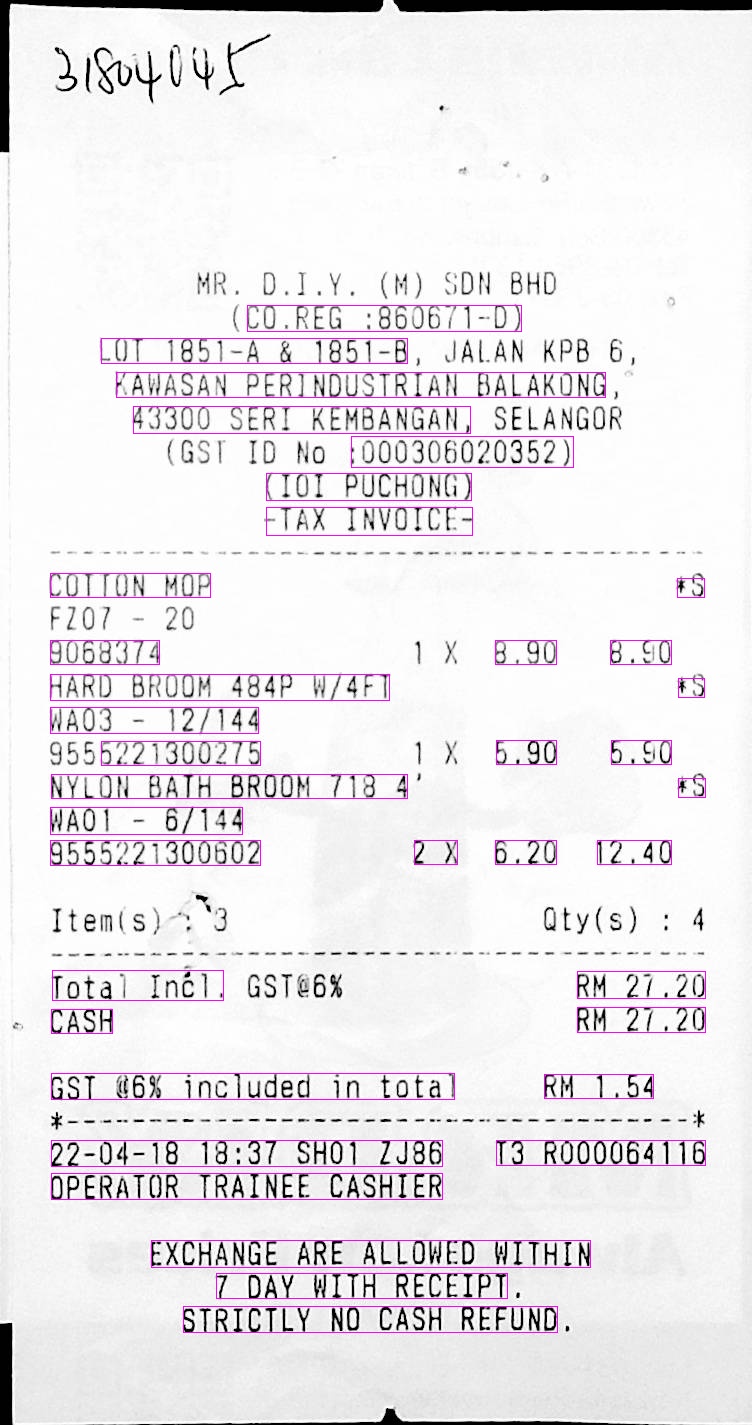 31804045
MR. D.I.Y. (M) SDN BHD
(CO.REG :860671-D)
LOT 1851-A & 1851-B, JALAN KPB 6,
KAWASAN PERINDUSTRIAN BALAKONG,
43300 SERI KEMBANGAN, SELANGOR
(GST ID No :000306020352)
(IOI PUCHONG)
-TAX INVOICE-
COTTON MOP *S
FZ07 - 20
9068374 1 X 8.90 8.90
HARD BROOM 484P W/4FT *S
WA03 - 12/144
9555221300275 1 X 5.90 5.90
NYLON BATH BROOM 718 4' *S
WA01 - 6/144
9555221300602 2 X 6.20 12.40
Item(s) : 3 Qty(s) : 4
Total Incl. GST@6% RM 27.20
CASH RM 27.20
GST @6% included in total RM 1.54
*--------------------------------------*
22-04-18 18:37 SH01 ZJ86 T3 R000064116
OPERATOR TRAINEE CASHIER
EXCHANGE ARE ALLOWED WITHIN
7 DAY WITH RECEIPT.
STRICTLY NO CASH REFUND.